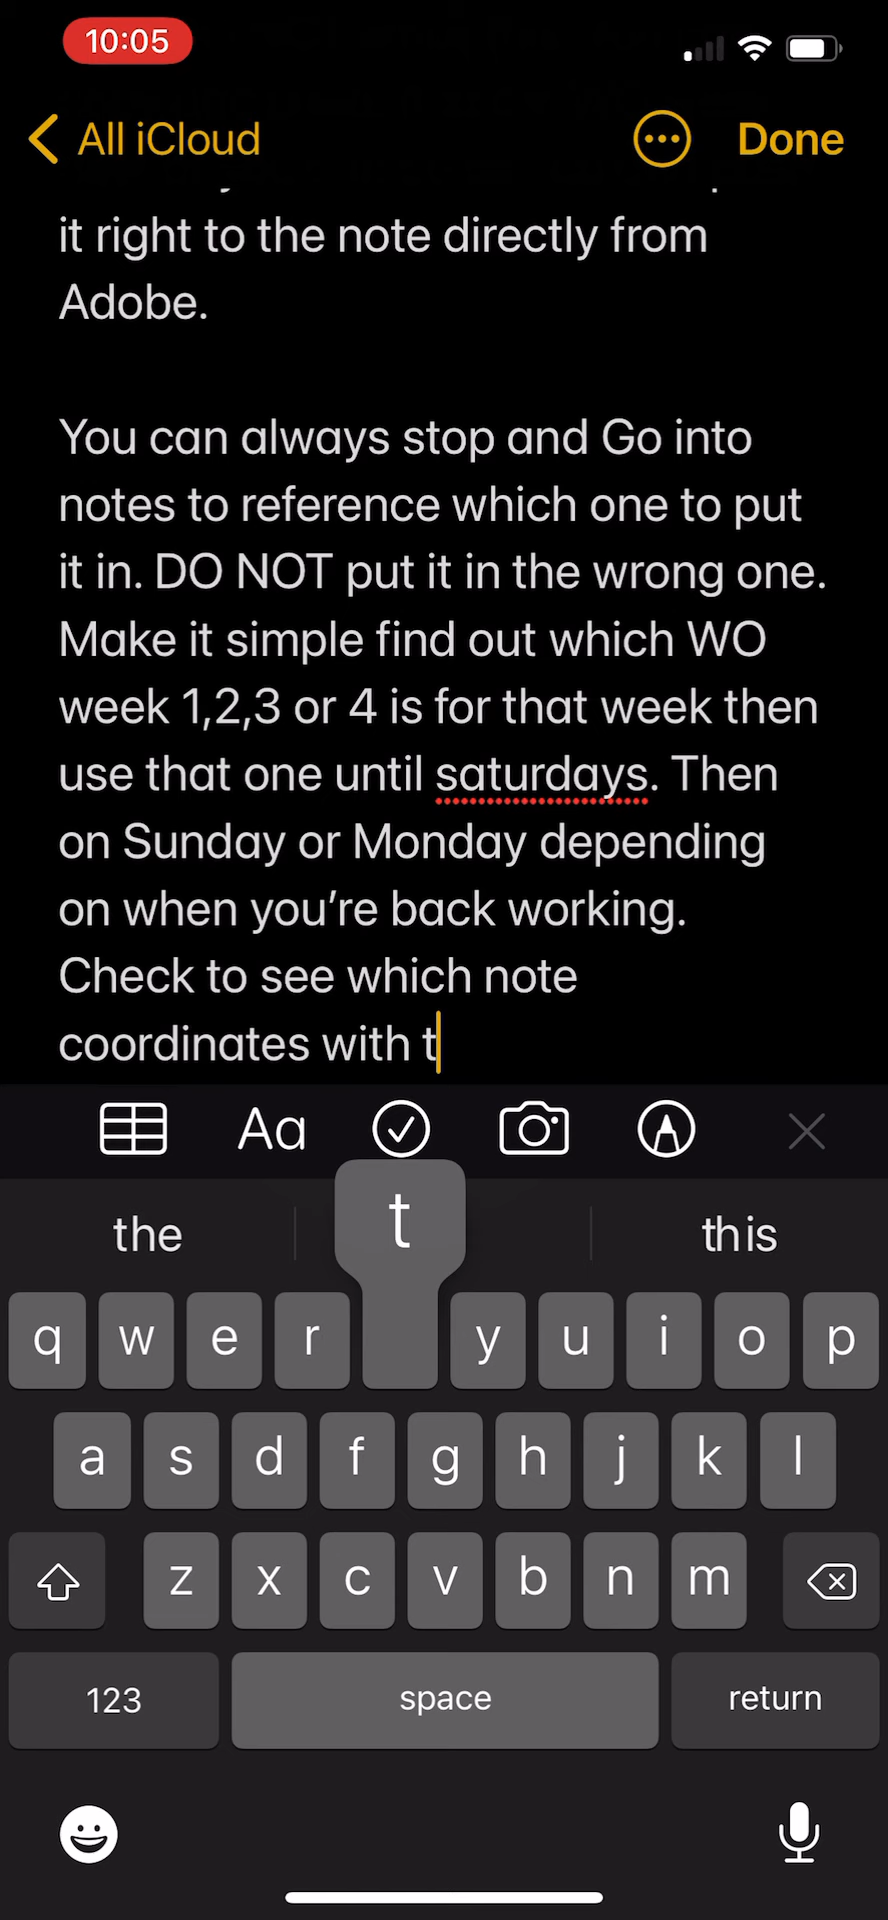 10:05
All iCloud
Done
it right to the note directly from
Adobe.
You can always stop and Go into
notes to reference which one to put
it in. DO NOT put it in the wrong one.
Make it simple find out which WO
week 1,2,3 or 4 is for that week then
use that one until saturdays. Then
on Sunday or Monday depending
on when you’re back working.
Check to see which note
coordinates with t
Aa
the
t
this
q w e r y u i o p
a s d f g h j k l
z x c v b n m
123 space return